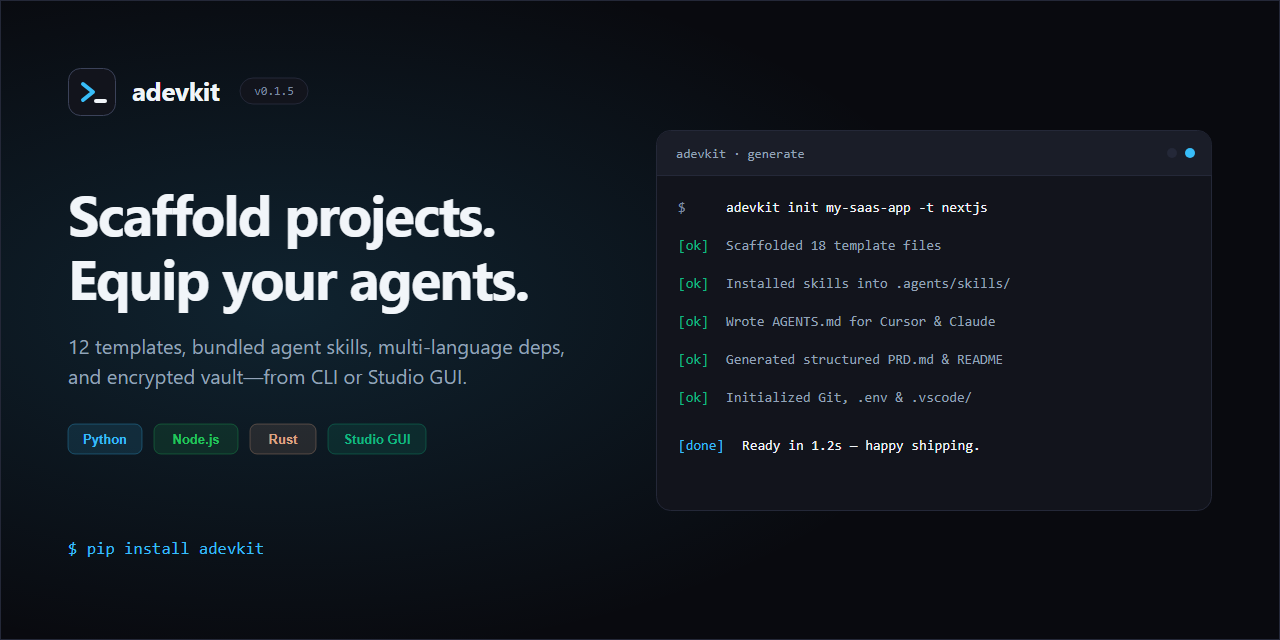 adevkit
v0.1.5
Scaffold projects.
Equip your agents.
12 templates, bundled agent skills, multi-language deps,
and encrypted vault—from CLI or Studio GUI.
Python
Node.js
Rust
Studio GUI
$ pip install adevkit
adevkit · generate
$ adevkit init my-saas-app -t nextjs
[ok] Scaffolded 18 template files
[ok] Installed skills into .agents/skills/
[ok] Wrote AGENTS.md for Cursor & Claude
[ok] Generated structured PRD.md & README
[ok] Initialized Git, .env & .vscode/
[done] Ready in 1.2s — happy shipping.